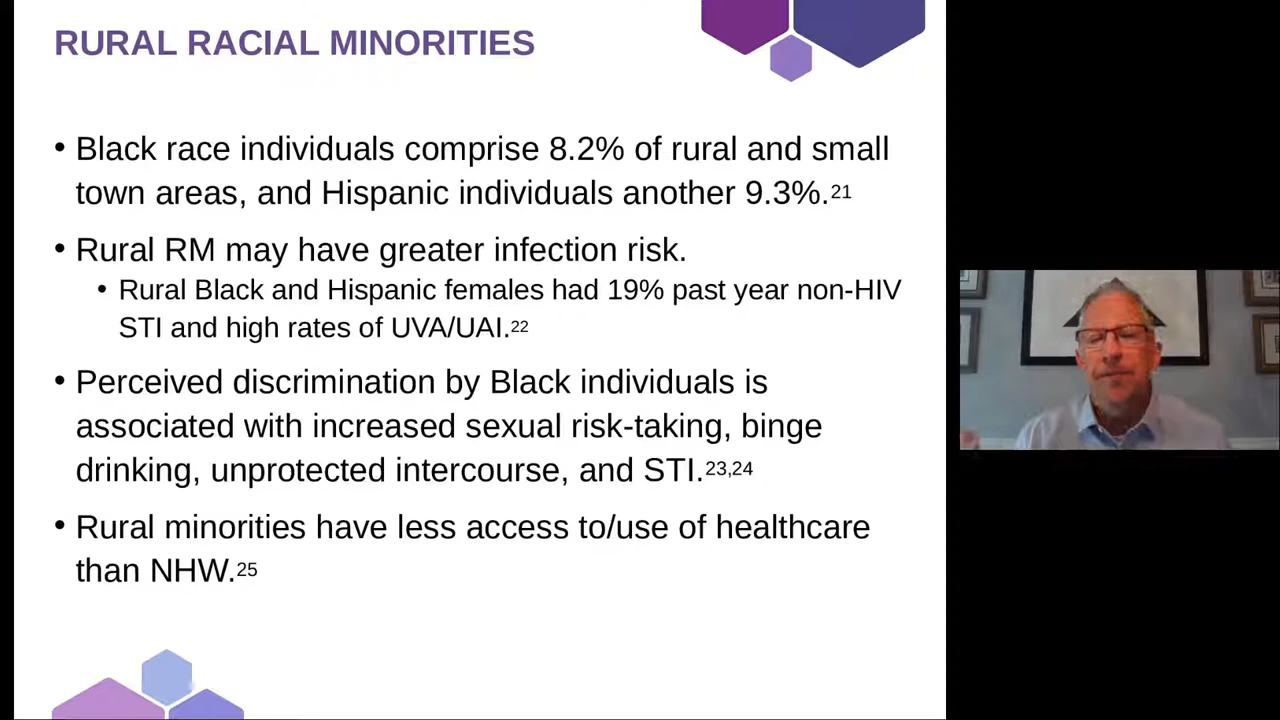 RURAL RACIAL MINORITIES
• Black race individuals comprise 8.2% of rural and small
town areas, and Hispanic individuals another 9.3%.21
• Rural RM may have greater infection risk.
• Rural Black and Hispanic females had 19% past year non-HIV
STI and high rates of UVA/UAI.22
• Perceived discrimination by Black individuals is
associated with increased sexual risk-taking, binge
drinking, unprotected intercourse, and STI.23,24
• Rural minorities have less access to/use of healthcare
than NHW.25